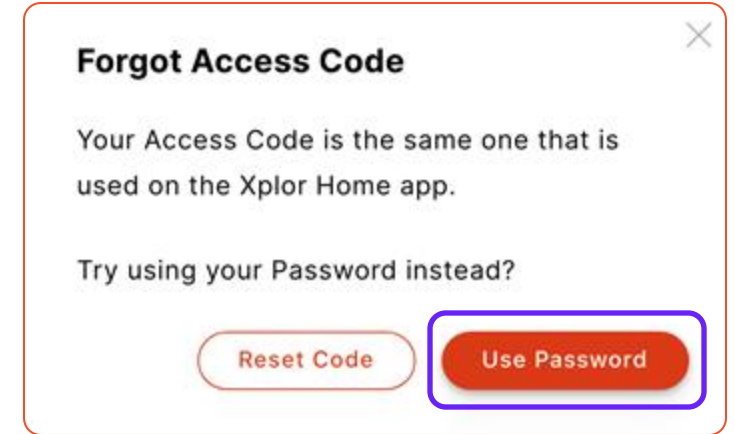 Forgot Access Code
Your Access Code is the same one that is
used on the Xplor Home app.
Try using your Password instead?
Reset Code
Use Password